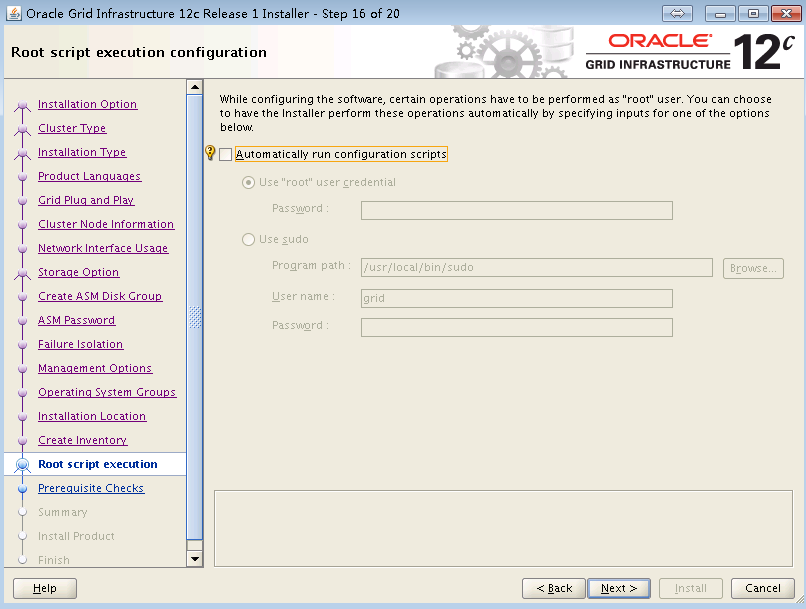 Oracle Grid Infrastructure 12c Release 1 Installer - Step 16 of 20
Root script execution configuration
ORACLE
GRID INFRASTRUCTURE
12c
Installation Option
Cluster Type
Installation Type
Product Languages
Grid Plug and Play
Cluster Node Information
Network Interface Usage
Storage Option
Create ASM Disk Group
ASM Password
Failure Isolation
Management Options
Operating System Groups
Installation Location
Create Inventory
Root script execution
Prerequisite Checks
Summary
Install Product
Finish
While configuring the software, certain operations have to be performed as "root" user. You can choose
to have the Installer perform these operations automatically by specifying inputs for one of the options
below.
Automatically run configuration scripts
Use "root" user credential
Password :
Use sudo
Program path : /usr/local/bin/sudo Browse...
User name : grid
Password :
Help < Back Next > Install Cancel